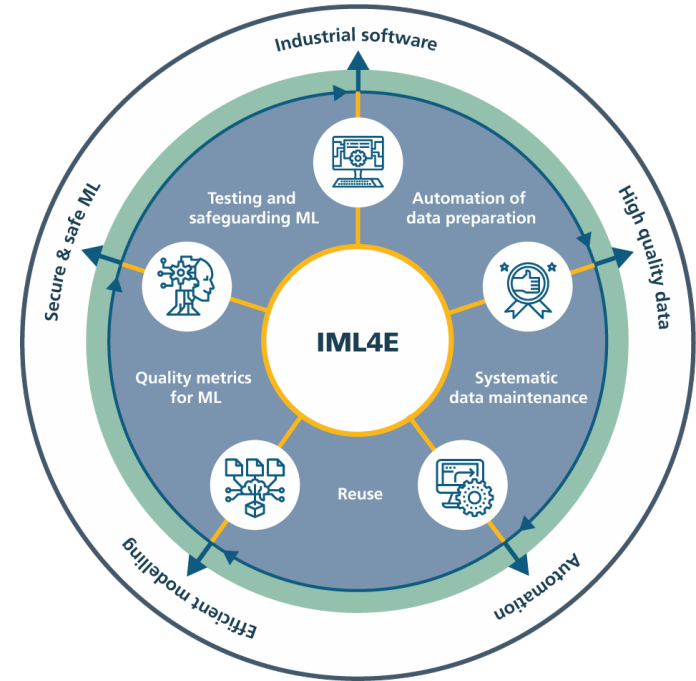 Industrial software
Secure & safe ML
High quality data
Testing and
safeguarding ML
Automation of
data preparation
IML4E
Quality metrics
for ML
Systematic
data maintenance
Reuse
Efficient modelling
Automation